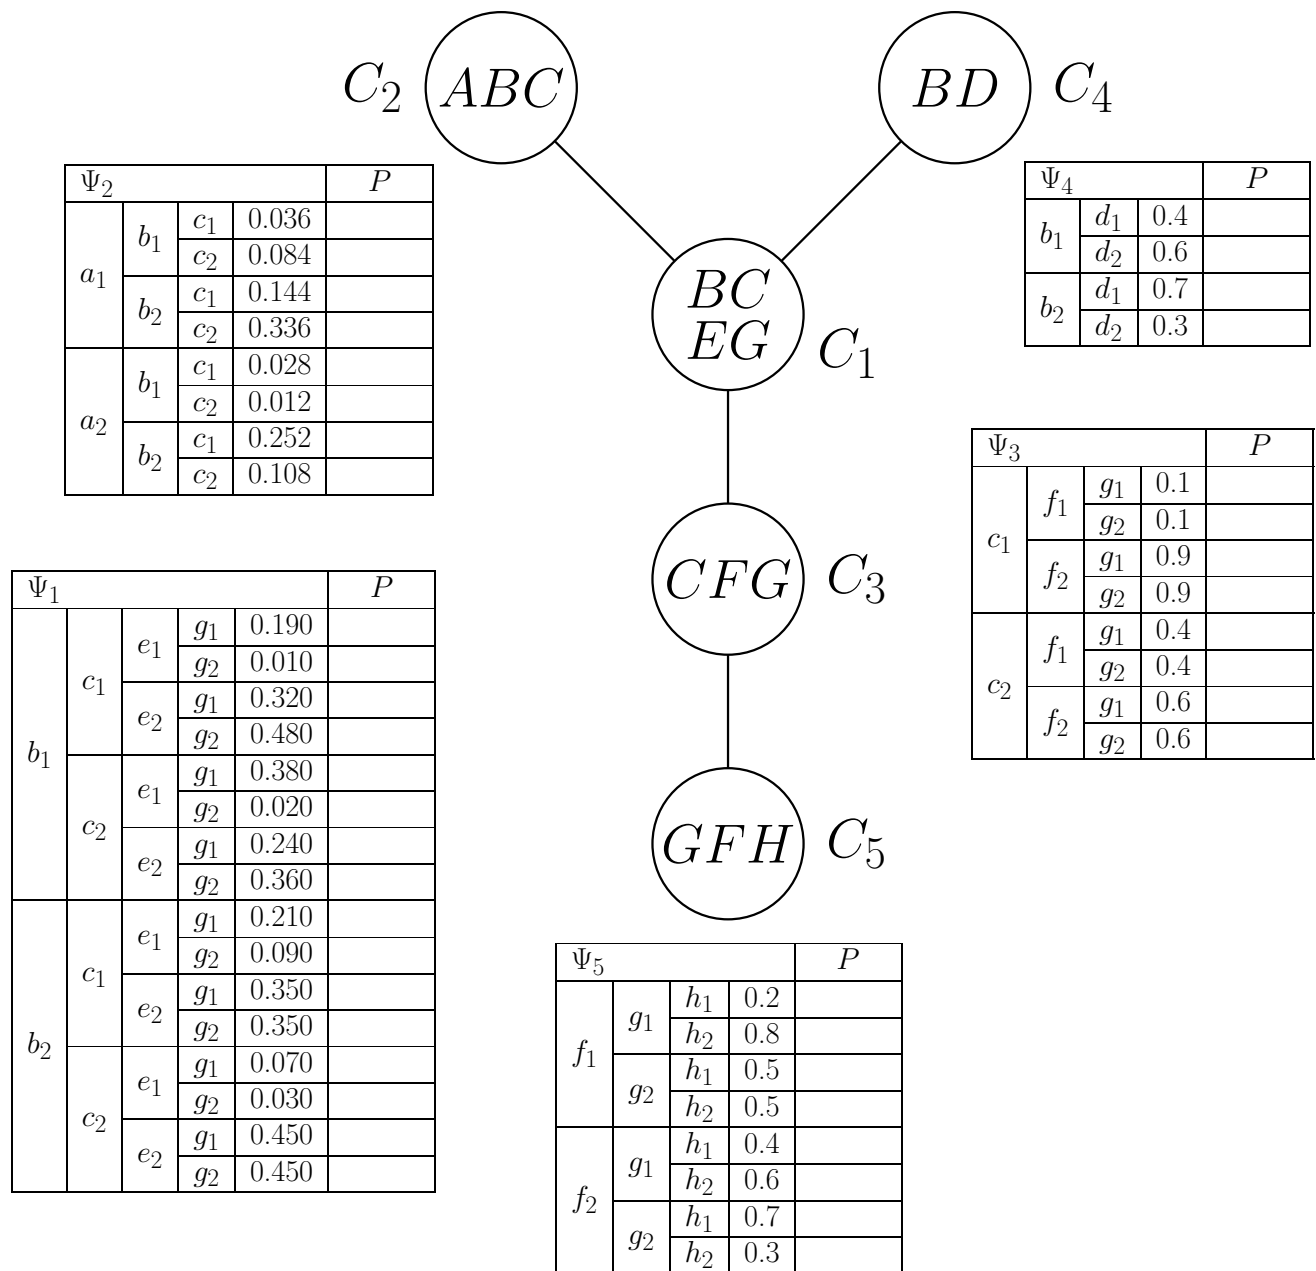 C₂ ABC
BD C₄
BC
EG C₁
CFG C₃
GFH C₅
Ψ₂ P
a₁ b₁ c₁ 0.036
c₂ 0.084
b₂ c₁ 0.144
c₂ 0.336
a₂ b₁ c₁ 0.028
c₂ 0.012
b₂ c₁ 0.252
c₂ 0.108
Ψ₄ P
b₁ d₁ 0.4
d₂ 0.6
b₂ d₁ 0.7
d₂ 0.3
Ψ₃ P
c₁ f₁ g₁ 0.1
g₂ 0.1
f₂ g₁ 0.9
g₂ 0.9
c₂ f₁ g₁ 0.4
g₂ 0.4
f₂ g₁ 0.6
g₂ 0.6
Ψ₁ P
b₁ c₁ e₁ g₁ 0.190
g₂ 0.010
e₂ g₁ 0.320
g₂ 0.480
c₂ e₁ g₁ 0.380
g₂ 0.020
e₂ g₁ 0.240
g₂ 0.360
b₂ c₁ e₁ g₁ 0.210
g₂ 0.090
e₂ g₁ 0.350
g₂ 0.350
c₂ e₁ g₁ 0.070
g₂ 0.030
e₂ g₁ 0.450
g₂ 0.450
Ψ₅ P
f₁ g₁ h₁ 0.2
h₂ 0.8
g₂ h₁ 0.5
h₂ 0.5
f₂ g₁ h₁ 0.4
h₂ 0.6
g₂ h₁ 0.7
h₂ 0.3